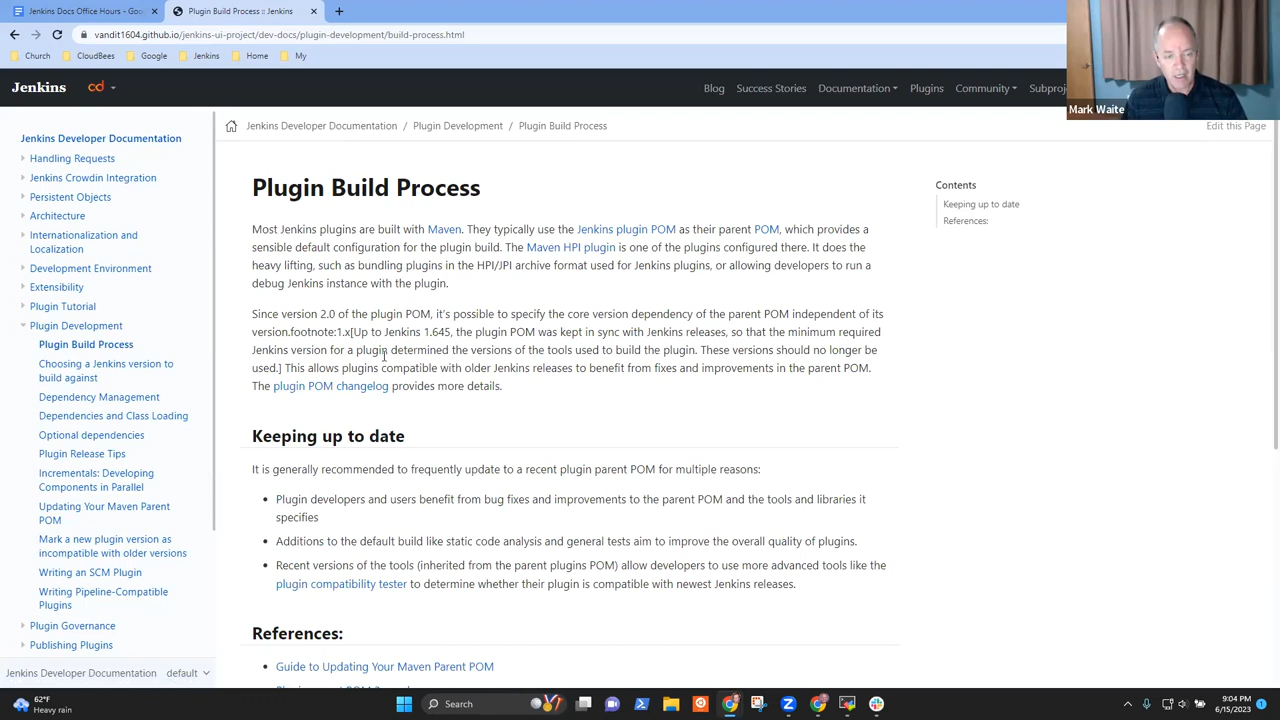 Jenkins Docs Office Hours - Goo
Plugin Build Process :: Jenkins
vandit1604.github.io/jenkins-ui-project/dev-docs/plugin-development/build-process.html
Church
CloudBees
Google
Jenkins
Home
My
Mark Waite
Jenkins
cd
Blog
Success Stories
Documentation
Plugins
Community
Subproj
Jenkins Developer Documentation
Handling Requests
Jenkins Crowdin Integration
Persistent Objects
Architecture
Internationalization and
Localization
Development Environment
Extensibility
Plugin Tutorial
Plugin Development
Plugin Build Process
Choosing a Jenkins version to
build against
Dependency Management
Dependencies and Class Loading
Optional dependencies
Plugin Release Tips
Incrementals: Developing
Components in Parallel
Updating Your Maven Parent
POM
Mark a new plugin version as
incompatible with older versions
Writing an SCM Plugin
Writing Pipeline-Compatible
Plugins
Plugin Governance
Publishing Plugins
Jenkins Developer Documentation default
Jenkins Developer Documentation / Plugin Development / Plugin Build Process
Edit this Page
Plugin Build Process
Most Jenkins plugins are built with Maven. They typically use the Jenkins plugin POM as their parent POM, which provides a
sensible default configuration for the plugin build. The Maven HPI plugin is one of the plugins configured there. It does the
heavy lifting, such as bundling plugins in the HPI/JPI archive format used for Jenkins plugins, or allowing developers to run a
debug Jenkins instance with the plugin.
Since version 2.0 of the plugin POM, it's possible to specify the core version dependency of the parent POM independent of its
version.footnote:1.x[Up to Jenkins 1.645, the plugin POM was kept in sync with Jenkins releases, so that the minimum required
Jenkins version for a plugin determined the versions of the tools used to build the plugin. These versions should no longer be
used.] This allows plugins compatible with older Jenkins releases to benefit from fixes and improvements in the parent POM.
The plugin POM changelog provides more details.
Keeping up to date
It is generally recommended to frequently update to a recent plugin parent POM for multiple reasons:
• Plugin developers and users benefit from bug fixes and improvements to the parent POM and the tools and libraries it
specifies
• Additions to the default build like static code analysis and general tests aim to improve the overall quality of plugins.
• Recent versions of the tools (inherited from the parent plugins POM) allow developers to use more advanced tools like the
plugin compatibility tester to determine whether their plugin is compatible with newest Jenkins releases.
References:
• Guide to Updating Your Maven Parent POM
Contents
Keeping up to date
References:
62°F
Heavy rain
Search
9:04 PM
6/15/2023